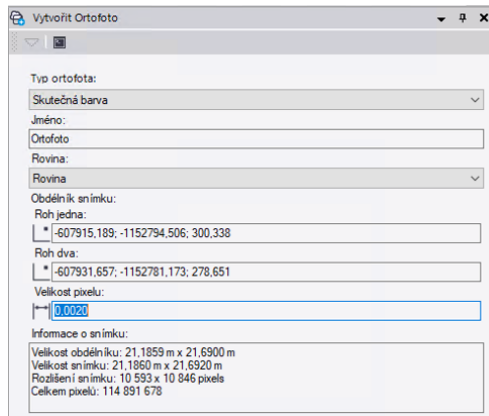 Vytvořit Ortofoto
Typ ortofota:
Skutečná barva
Jméno:
Ortofoto
Rovina:
Rovina
Obdélník snímku:
Roh jedna:
-607915,189; -1152794,506; 300,338
Roh dva:
-607931,657; -1152781,173; 278,651
Velikost pixelu:
0,0020
Informace o snímku:
Velikost obdélníku: 21,1859 m x 21,6900 m
Velikost snímku: 21,1860 m x 21,6920 m
Rozlišení snímku: 10 593 x 10 846 pixels
Celkem pixelů: 114 891 678